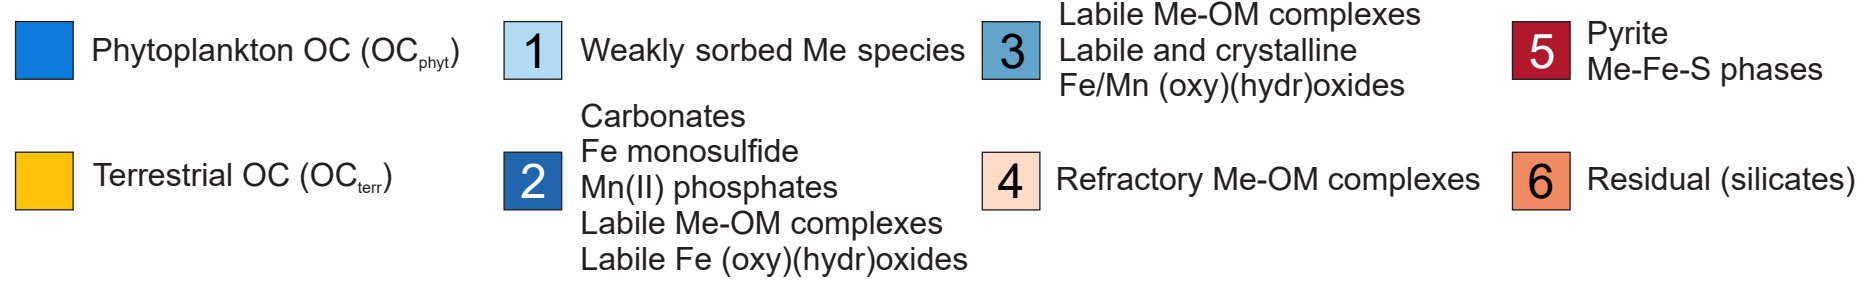 Phytoplankton OC (OCphyt)
Terrestrial OC (OCterr)
1 Weakly sorbed Me species
2 Carbonates
Fe monosulfide
Mn(II) phosphates
Labile Me-OM complexes
Labile Fe (oxy)(hydr)oxides
3 Labile Me-OM complexes
Labile and crystalline
Fe/Mn (oxy)(hydr)oxides
4 Refractory Me-OM complexes
5 Pyrite
Me-Fe-S phases
6 Residual (silicates)